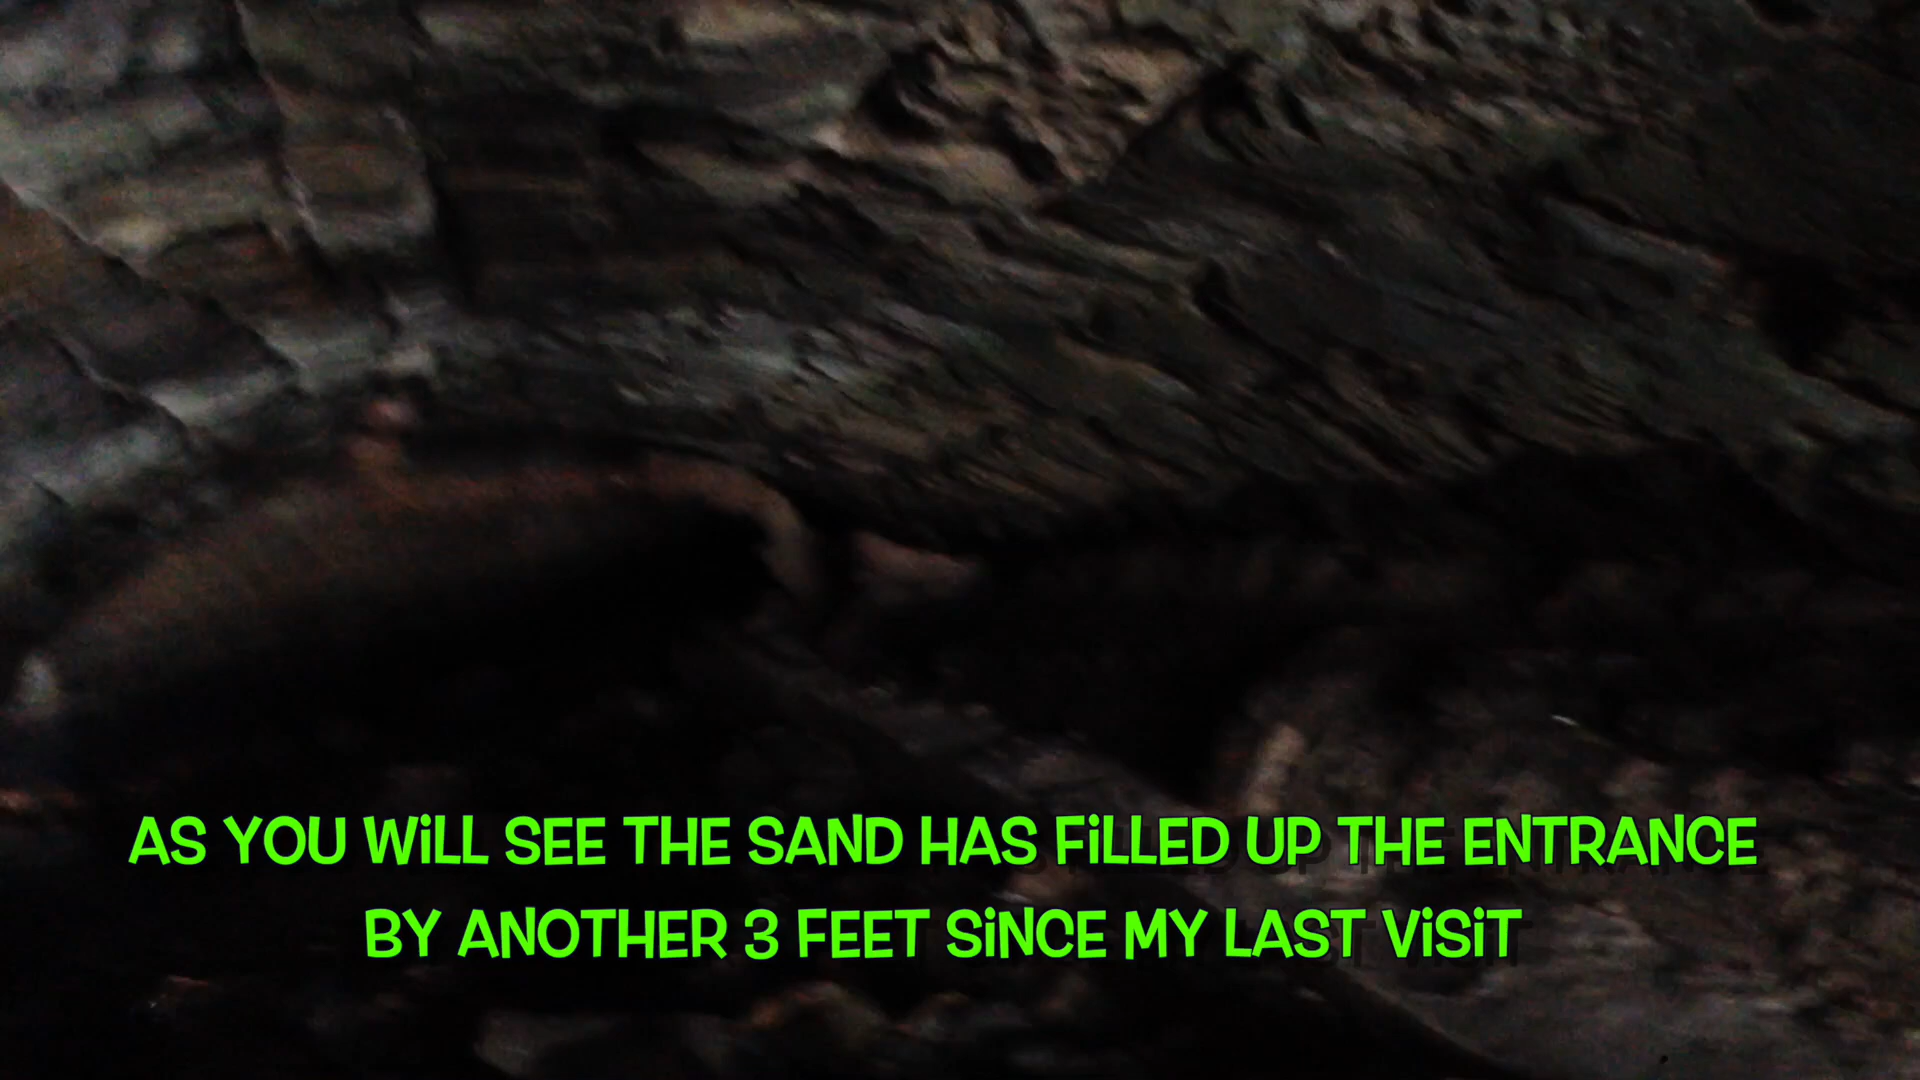 AS YOU WiLL SEE THE SAND HAS FiLLED UP THE ENTRANCE
BY ANOTHER 3 FEET SiNCE MY LAST ViSiT